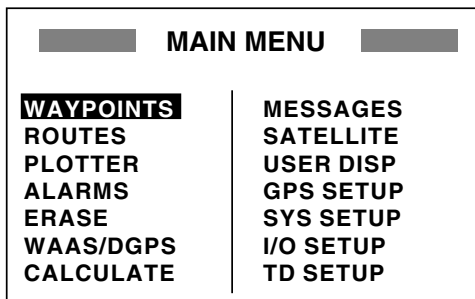 MAIN MENU
WAYPOINTS
ROUTES
PLOTTER
ALARMS
ERASE
WAAS/DGPS
CALCULATE
MESSAGES
SATELLITE
USER DISP
GPS SETUP
SYS SETUP
I/O SETUP
TD SETUP